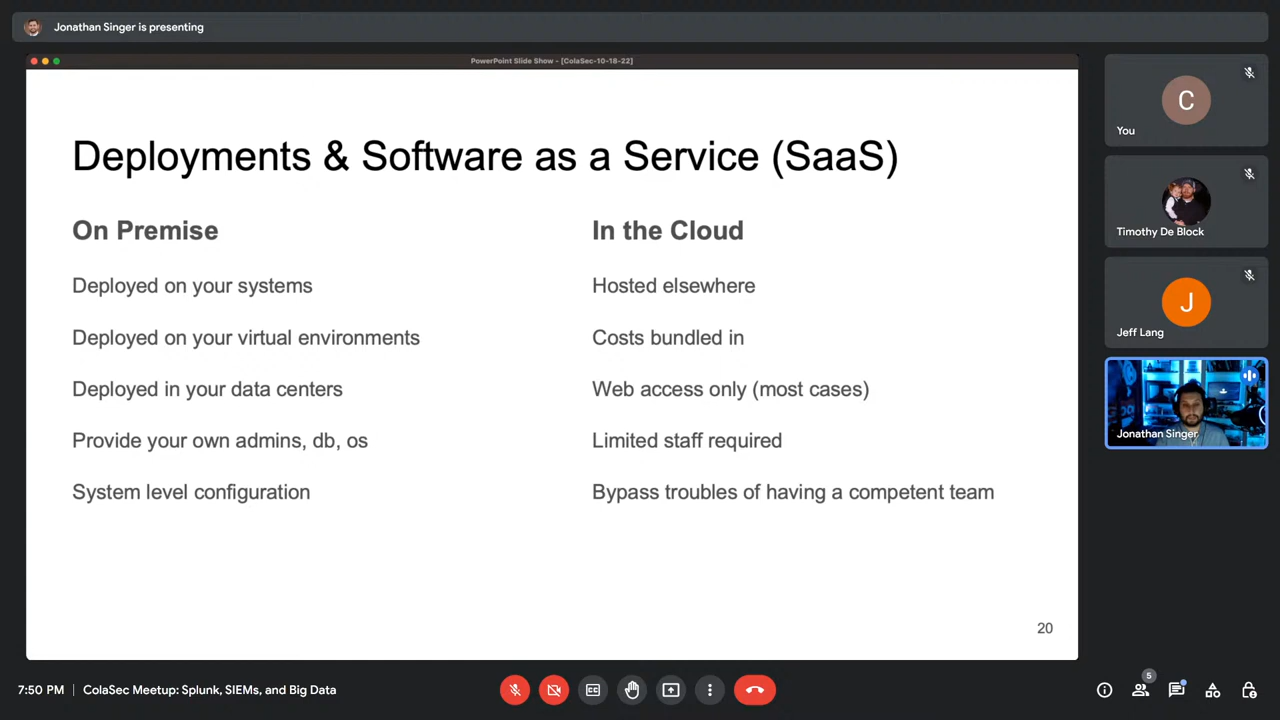 Jonathan Singer is presenting
PowerPoint Slide Show - [ColaSec-10-18-22]
Deployments & Software as a Service (SaaS)
On Premise
Deployed on your systems
Deployed on your virtual environments
Deployed in your data centers
Provide your own admins, db, os
System level configuration
In the Cloud
Hosted elsewhere
Costs bundled in
Web access only (most cases)
Limited staff required
Bypass troubles of having a competent team
20
C
You
Timothy De Block
J
Jeff Lang
Jonathan Singer
7:50 PM | ColaSec Meetup: Splunk, SIEMs, and Big Data
CC
5